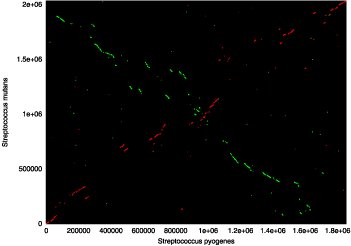 2e+06
1.5e+06
1e+06
500000
0
Streptococcus mutans
0 200000 400000 600000 800000 1e+06 1.2e+06 1.4e+06 1.6e+06 1.8e+06
Streptococcus pyogenes